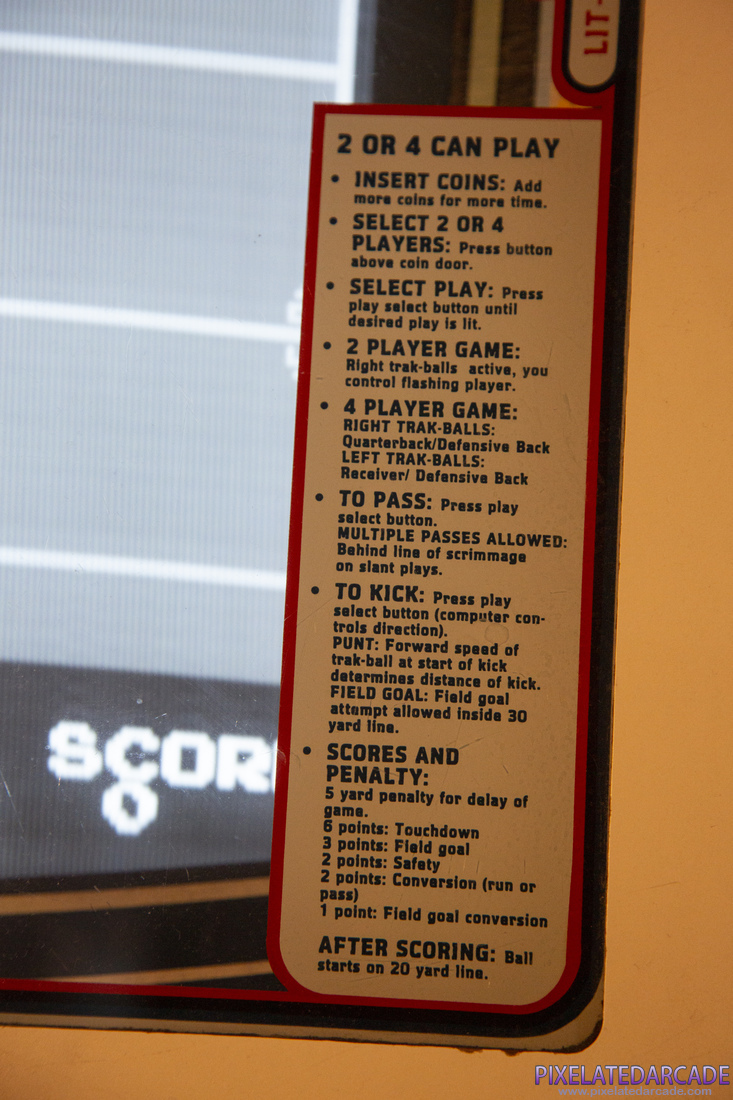 LIT-
2 OR 4 CAN PLAY
• INSERT COINS: Add
more coins for more time.
• SELECT 2 OR 4
PLAYERS: Press button
above coin door.
• SELECT PLAY: Press
play select button until
desired play is lit.
• 2 PLAYER GAME:
Right trak-balls active, you
control flashing player.
• 4 PLAYER GAME:
RIGHT TRAK-BALLS:
Quarterback/Defensive Back
LEFT TRAK-BALLS:
Receiver/ Defensive Back
• TO PASS: Press play
select button.
MULTIPLE PASSES ALLOWED:
Behind line of scrimmage
on slant plays.
• TO KICK: Press play
select button (computer con-
trols direction).
PUNT: Forward speed of
trak-ball at start of kick
determines distance of kick.
FIELD GOAL: Field goal
attempt allowed inside 30
yard line.
• SCORES AND
PENALTY:
5 yard penalty for delay of
game.
6 points: Touchdown
3 points: Field goal
2 points: Safety
2 points: Conversion (run or
pass)
1 point: Field goal conversion
AFTER SCORING: Ball
starts on 20 yard line.
SCOR
0
PIXELATEDARCADE
www.pixelatedarcade.com